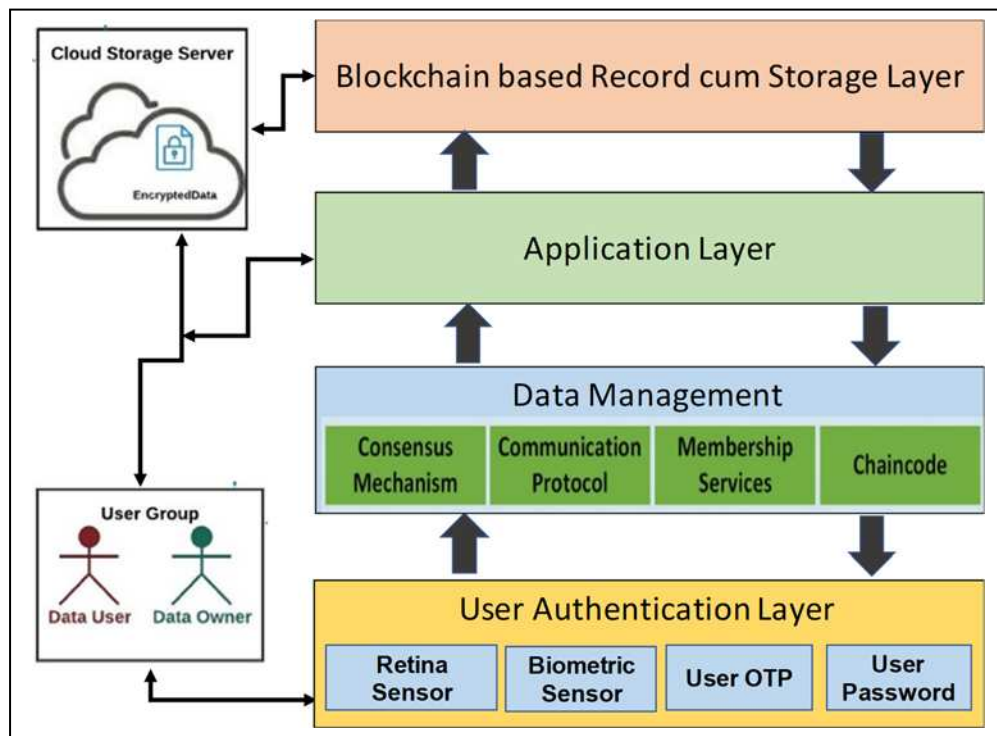 Cloud Storage Server
EncryptedData
Blockchain based Record cum Storage Layer
Application Layer
Data Management
Consensus
Mechanism
Communication
Protocol
Membership
Services
Chaincode
User Group
Data User
Data Owner
User Authentication Layer
Retina
Sensor
Biometric
Sensor
User OTP
User
Password